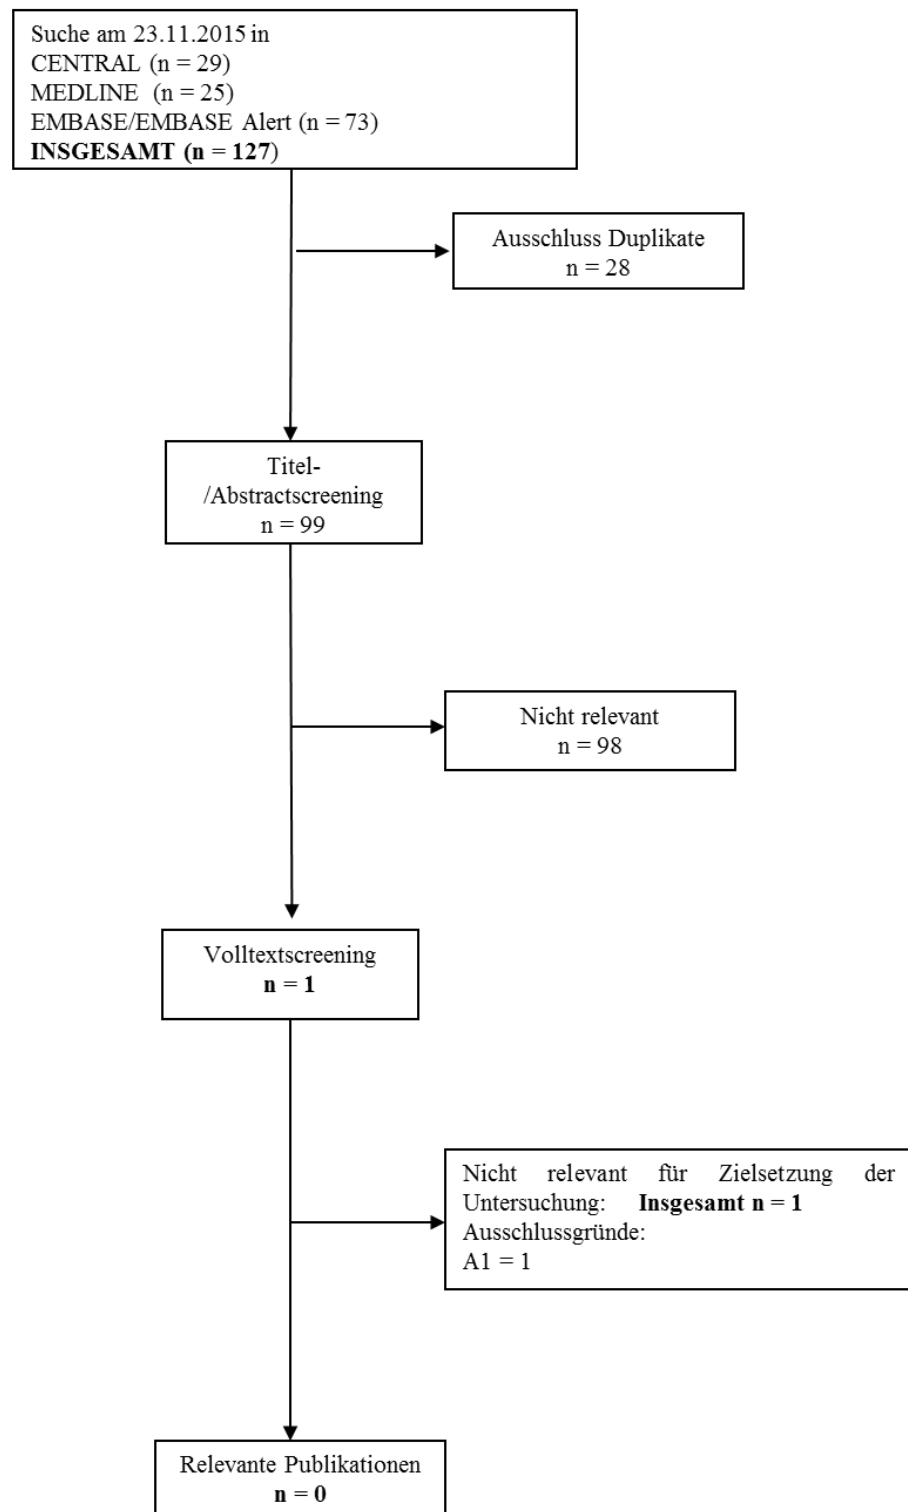 Suche am 23.11.2015 in
CENTRAL (n = 29)
MEDLINE (n = 25)
EMBASE/EMBASE Alert (n = 73)
INSGESAMT (n = 127)
Ausschluss Duplikate
n = 28
Titel-
/Abstractscreening
n = 99
Nicht relevant
n = 98
Volltextscreening
n = 1
Nicht relevant für Zielsetzung der
Untersuchung: Insgesamt n = 1
Ausschlussgründe:
A1 = 1
Relevante Publikationen
n = 0